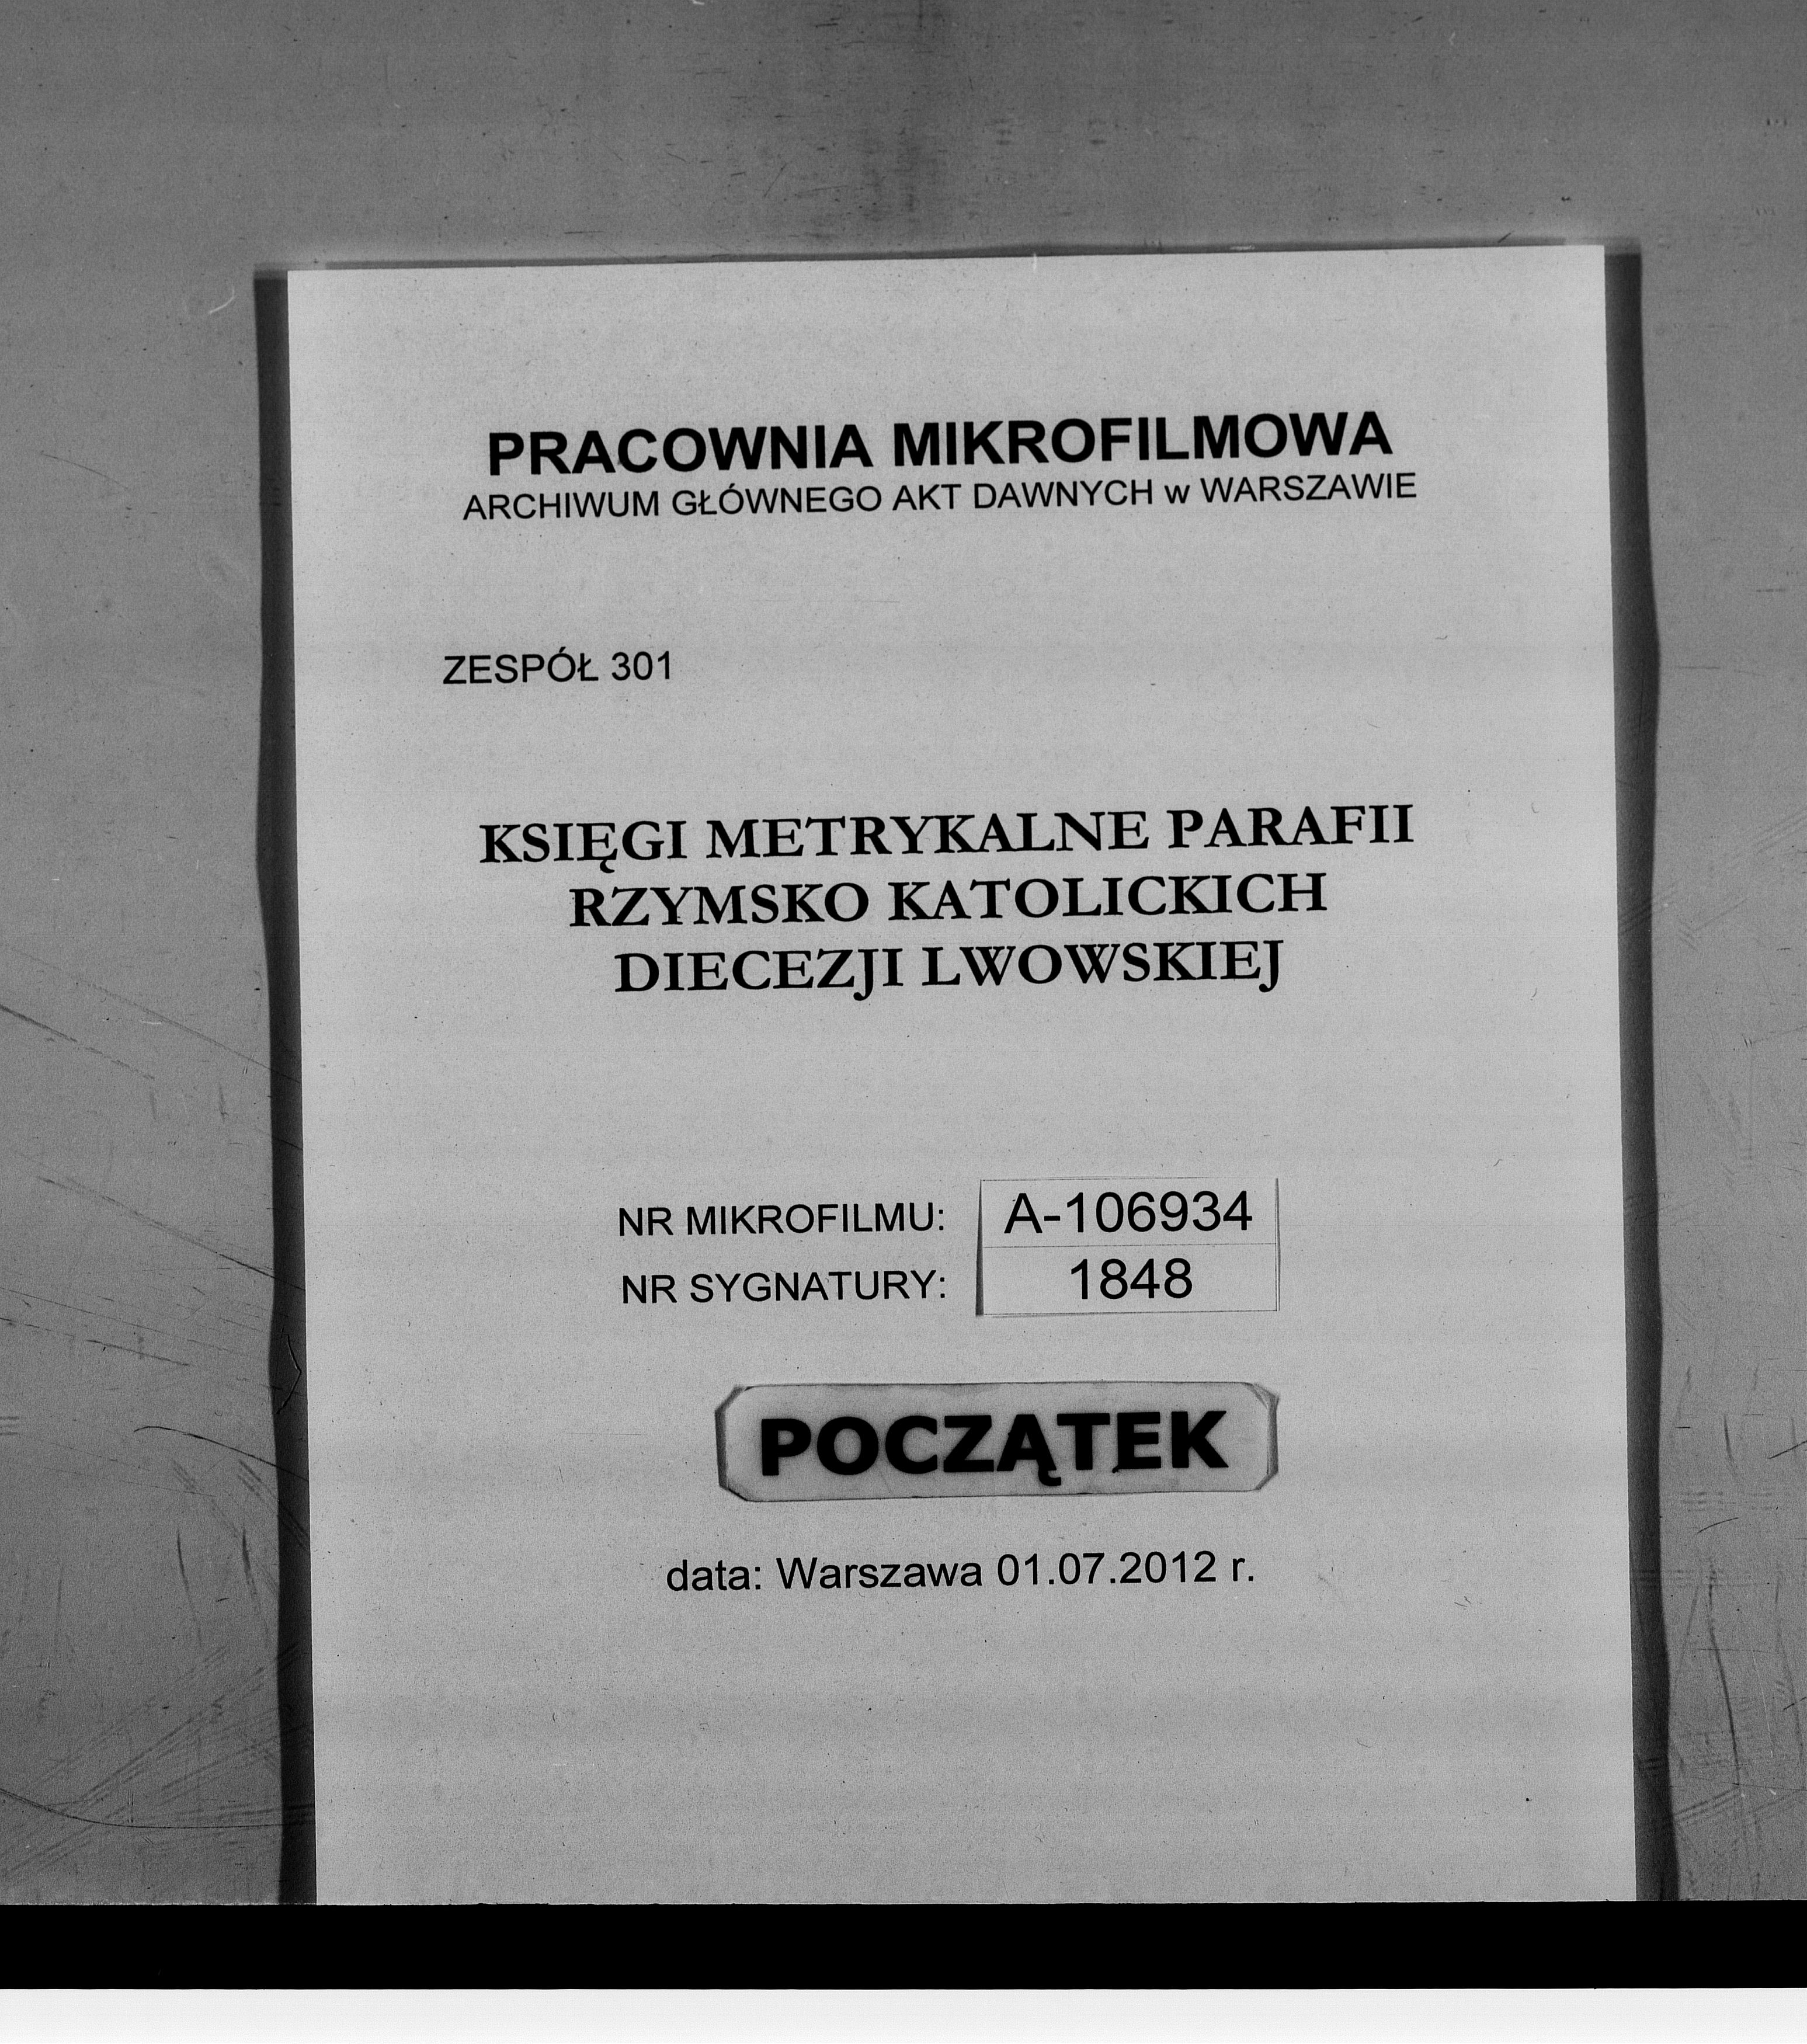 PRACOWNIA MIKROFILMOWA
ARCHIWUM GŁÓWNEGO AKT DAWNYCH w WARSZAWIE
ZESPÓŁ 301
KSIĘGI METRYKALNE PARAFII
RZYMSKO KATOLICKICH
DIECEZJI LWOWSKIEJ
NR MIKROFILMU: A-106934
NR SYGNATURY: 1848
POCZĄTEK
data: Warszawa 01.07.2012 r.